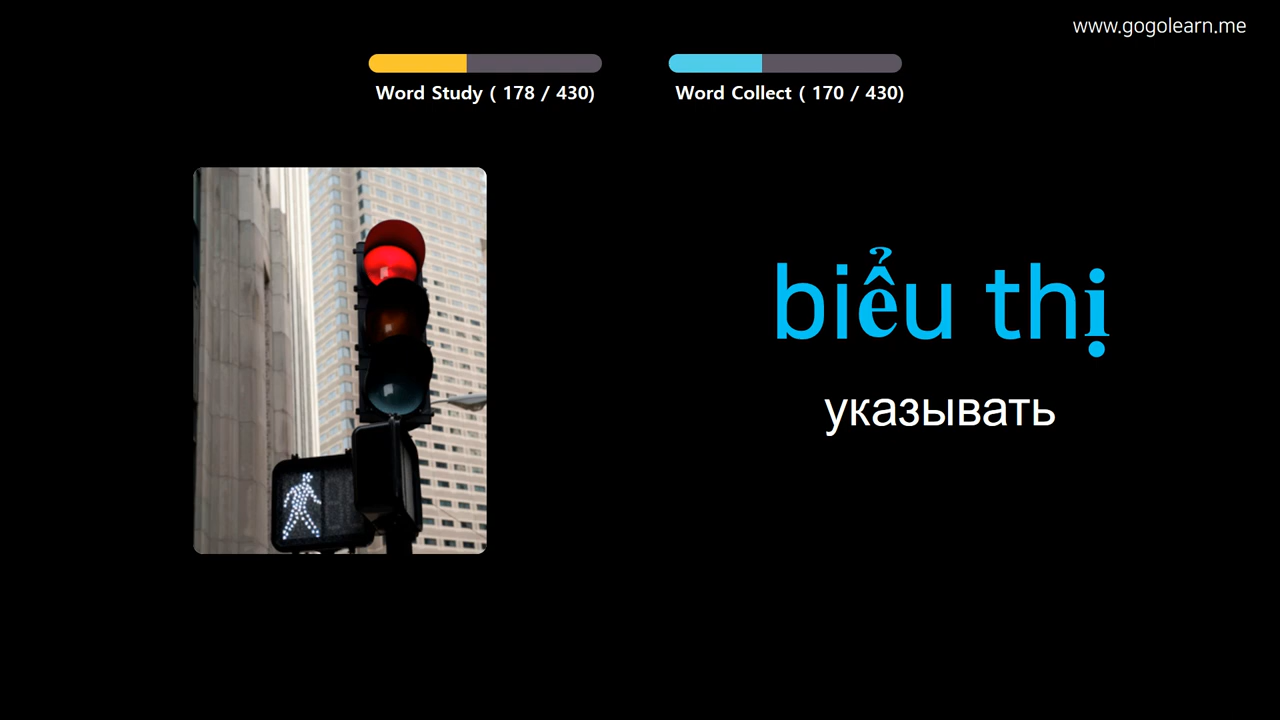 www.gogolearn.me
Word Study ( 178 / 430)
Word Collect ( 170 / 430)
biểu thị
указывать